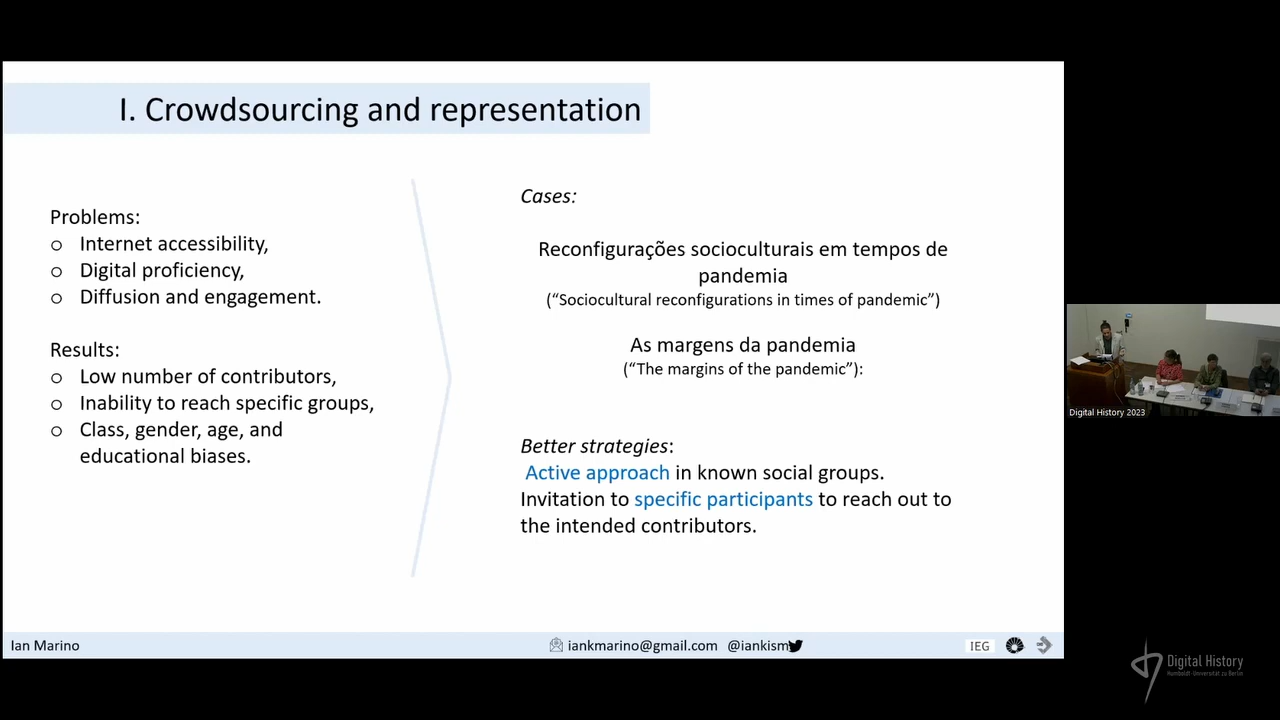 I. Crowdsourcing and representation
Problems:
o Internet accessibility,
o Digital proficiency,
o Diffusion and engagement.
Results:
o Low number of contributors,
o Inability to reach specific groups,
o Class, gender, age, and
educational biases.
Cases:
Reconfigurações socioculturais em tempos de
pandemia
(“Sociocultural reconfigurations in times of pandemic”)
As margens da pandemia
(“The margins of the pandemic”):
Better strategies:
Active approach in known social groups.
Invitation to specific participants to reach out to
the intended contributors.
Ian Marino
iankmarino@gmail.com @iankism
IEG
Digital History 2023
Digital History
Humboldt-Universität zu Berlin